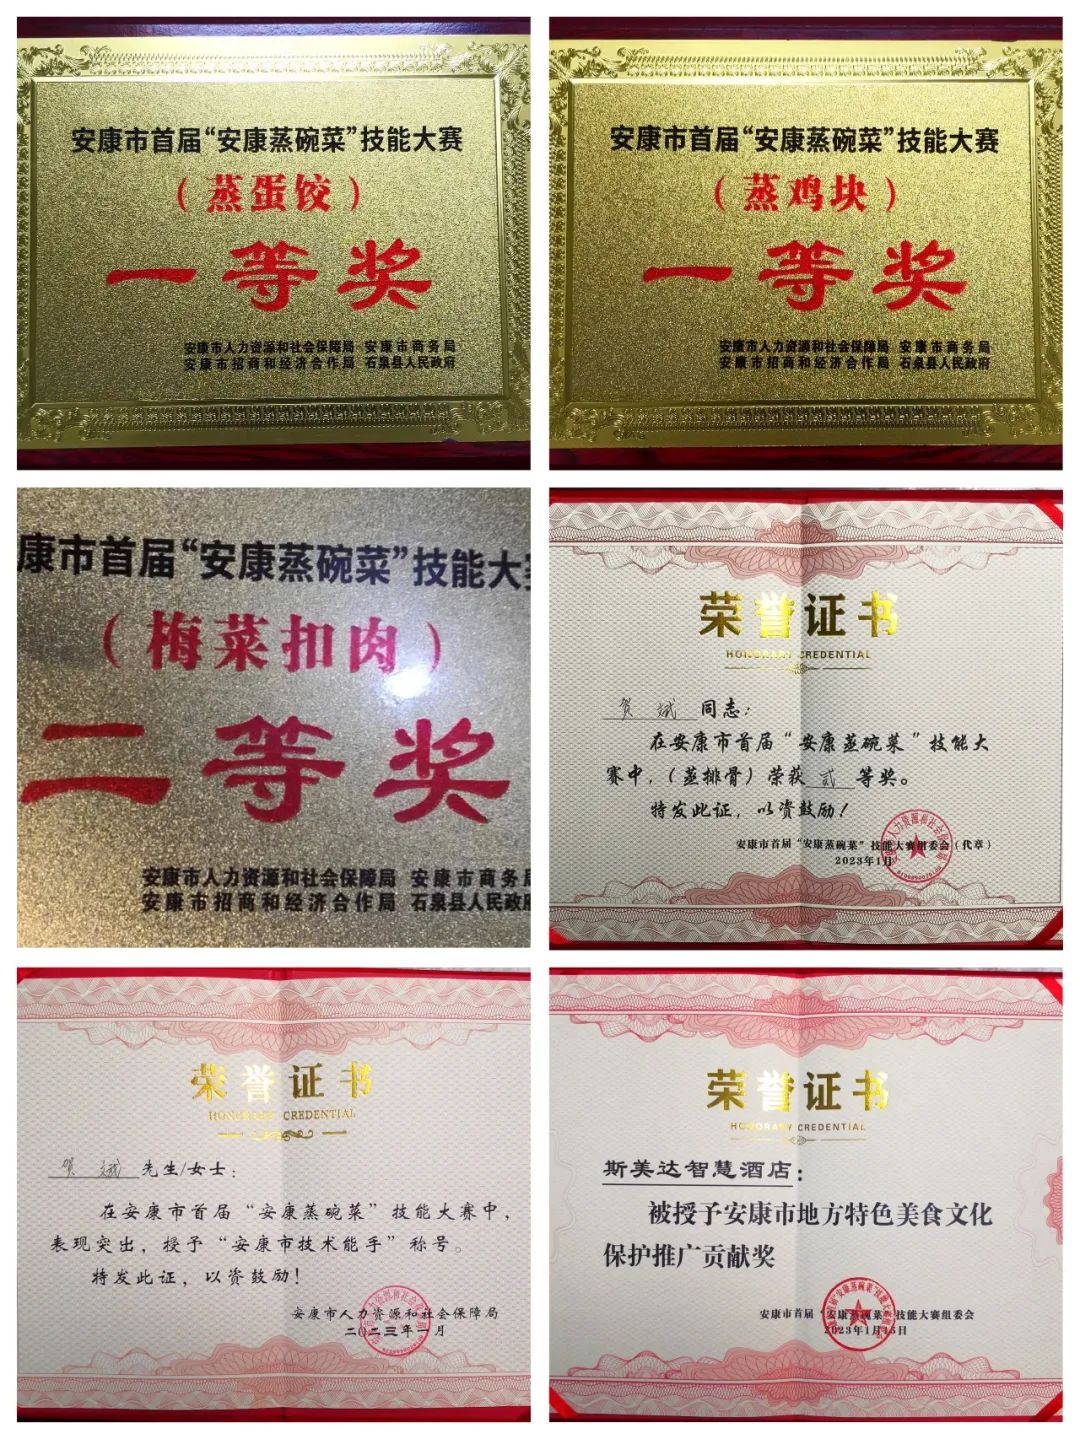 安康市首届“安康蒸碗菜”技能大赛
（蒸蛋饺）
一等奖
安康市人力资源和社会保障局 安康市商务局
安康市招商和经济合作局 石泉县人民政府
安康市首届“安康蒸碗菜”技能大赛
（蒸鸡块）
一等奖
安康市人力资源和社会保障局 安康市商务局
安康市招商和经济合作局 石泉县人民政府
康市首届“安康蒸碗菜”技能大赛
（梅菜扣肉）
二等奖
安康市人力资源和社会保障局 安康市商务局
安康市招商和经济合作局 石泉县人民政府
荣誉证书
HONORARY CREDENTIAL
贺斌 同志：
在安康市首届“安康蒸碗菜”技能大
赛中，（蒸排骨）荣获 贰 等奖。
特发此证，以资鼓励！
安康市首届“安康蒸碗菜”技能大赛组委会（代章）
2023年1月
荣誉证书
HONORARY CREDENTIAL
贺斌 先生/女士：
在安康市首届“安康蒸碗菜”技能大赛中，
表现突出，授予“安康市技术能手”称号。
特发此证，以资鼓励！
安康市人力资源和社会保障局
二〇二三年一月
荣誉证书
HONORARY CREDENTIAL
斯美达智慧酒店：
被授予安康市地方特色美食文化
保护推广贡献奖
安康市首届“安康蒸碗菜”技能大赛组委会
2023年1月15日